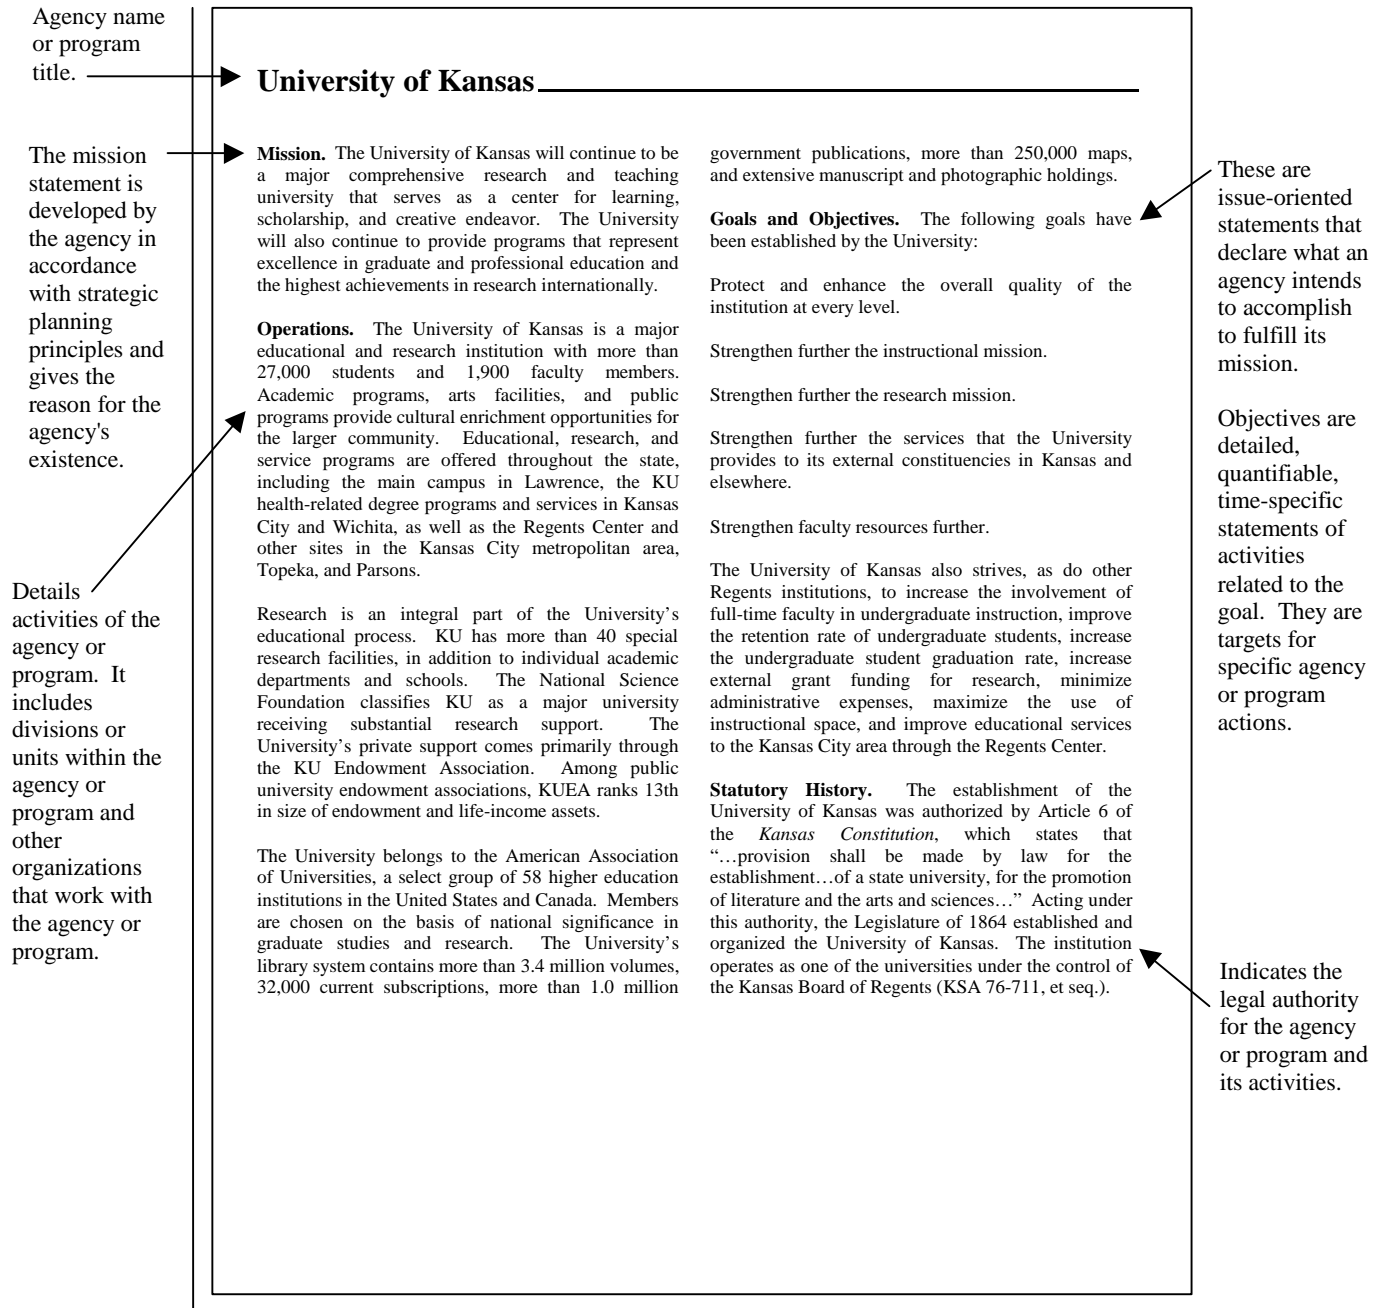 Agency name
or program
title.
University of Kansas
The mission
statement is
developed by
the agency in
accordance
with strategic
planning
principles and
gives the
reason for the
agency's
existence.
Details
activities of the
agency or
program.  It
includes
divisions or
units within the
agency or
program and
other
organizations
that work with
the agency or
program.
Mission.  The University of Kansas will continue to be
a major comprehensive research and teaching
university that serves as a center for learning,
scholarship, and creative endeavor.  The University
will also continue to provide programs that represent
excellence in graduate and professional education and
the highest achievements in research internationally.
Operations.  The University of Kansas is a major
educational and research institution with more than
27,000 students and 1,900 faculty members.
Academic programs, arts facilities, and public
programs provide cultural enrichment opportunities for
the larger community.  Educational, research, and
service programs are offered throughout the state,
including the main campus in Lawrence, the KU
health-related degree programs and services in Kansas
City and Wichita, as well as the Regents Center and
other sites in the Kansas City metropolitan area,
Topeka, and Parsons.
Research is an integral part of the University’s
educational process.  KU has more than 40 special
research facilities, in addition to individual academic
departments and schools.  The National Science
Foundation classifies KU as a major university
receiving substantial research support.  The
University’s private support comes primarily through
the KU Endowment Association.  Among public
university endowment associations, KUEA ranks 13th
in size of endowment and life-income assets.
The University belongs to the American Association
of Universities, a select group of 58 higher education
institutions in the United States and Canada.  Members
are chosen on the basis of national significance in
graduate studies and research.  The University’s
library system contains more than 3.4 million volumes,
32,000 current subscriptions, more than 1.0 million
government publications, more than 250,000 maps,
and extensive manuscript and photographic holdings.
Goals and Objectives.  The following goals have
been established by the University:
Protect and enhance the overall quality of the
institution at every level.
Strengthen further the instructional mission.
Strengthen further the research mission.
Strengthen further the services that the University
provides to its external constituencies in Kansas and
elsewhere.
Strengthen faculty resources further.
The University of Kansas also strives, as do other
Regents institutions, to increase the involvement of
full-time faculty in undergraduate instruction, improve
the retention rate of undergraduate students, increase
the undergraduate student graduation rate, increase
external grant funding for research, minimize
administrative expenses, maximize the use of
instructional space, and improve educational services
to the Kansas City area through the Regents Center.
Statutory History.  The establishment of the
University of Kansas was authorized by Article 6 of
the Kansas Constitution, which states that
“…provision shall be made by law for the
establishment…of a state university, for the promotion
of literature and the arts and sciences…”  Acting under
this authority, the Legislature of 1864 established and
organized the University of Kansas.  The institution
operates as one of the universities under the control of
the Kansas Board of Regents (KSA 76-711, et seq.).
These are
issue-oriented
statements that
declare what an
agency intends
to accomplish
to fulfill its
mission.
Objectives are
detailed,
quantifiable,
time-specific
statements of
activities
related to the
goal.  They are
targets for
specific agency
or program
actions.
Indicates the
legal authority
for the agency
or program and
its activities.